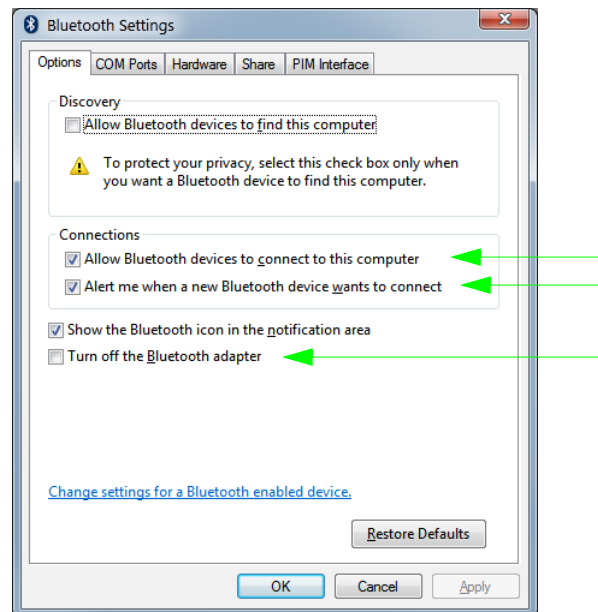 Bluetooth Settings
Options COM Ports Hardware Share PIM Interface
Discovery
Allow Bluetooth devices to find this computer
To protect your privacy, select this check box only when
you want a Bluetooth device to find this computer.
Connections
Allow Bluetooth devices to connect to this computer
Alert me when a new Bluetooth device wants to connect
Show the Bluetooth icon in the notification area
Turn off the Bluetooth adapter
Change settings for a Bluetooth enabled device.
Restore Defaults
OK Cancel Apply